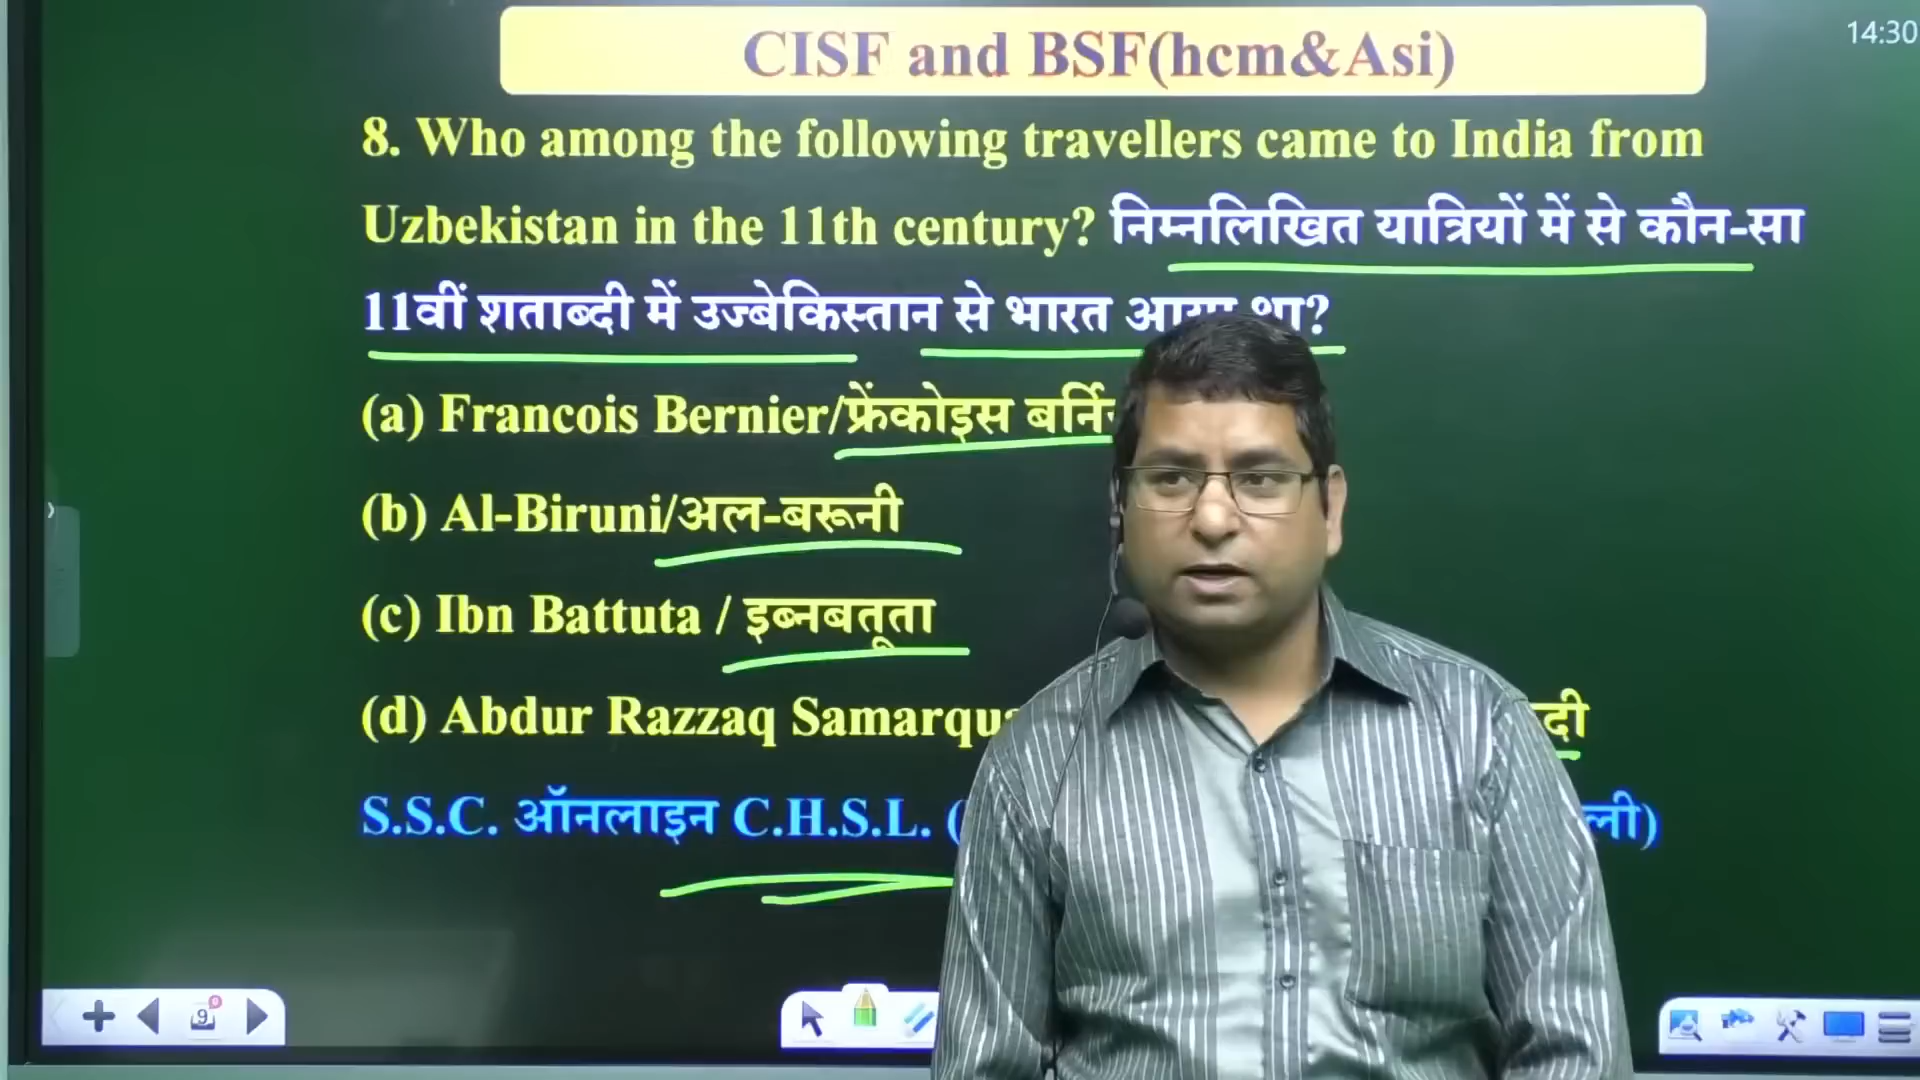 CISF and BSF(hcm&Asi)
14:30
8. Who among the following travellers came to India from
Uzbekistan in the 11th century? निम्नलिखित यात्रियों में से कौन-सा
11वीं शताब्दी में उज्बेकिस्तान से भारत आया था?
(a) Francois Bernier/फ्रेंकोइस
(b) Al-Biruni/अल-बरूनी
(c) Ibn Battuta / इब्नबतूता
(d) Abdur Razzaq
S.S.C. ऑनलाइन C.H.S.L. (
9